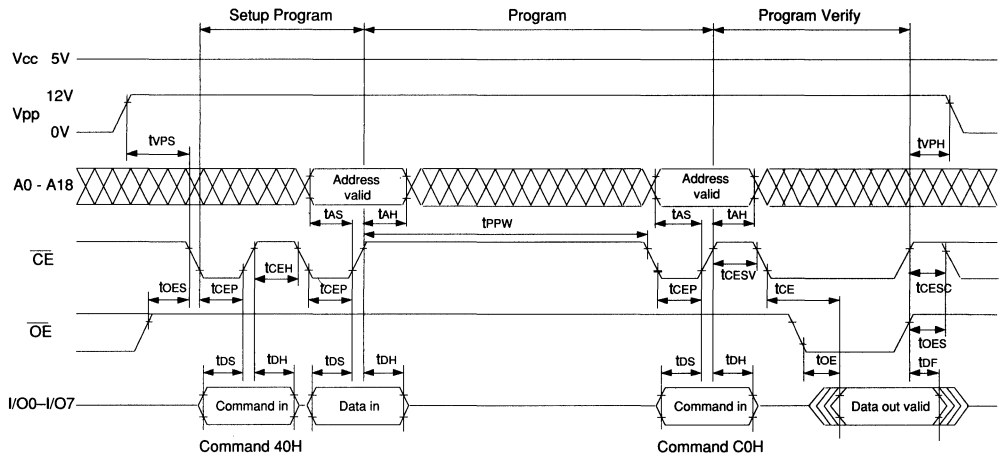 Setup Program Program Program Verify
Vcc 5V
12V
Vpp
0V
tVPS tVPH
A0 - A18 Address valid Address valid
tAS tAH tPPW tAS tAH
CE
tCEH tCESV
tOES tCEP tCEP tCEP tCE tCESC
OE
tOES
tDS tDH tDS tDH tDS tDH tOE tDF
I/O0–I/O7 Command in Data in Command in Data out valid
Command 40H Command C0H